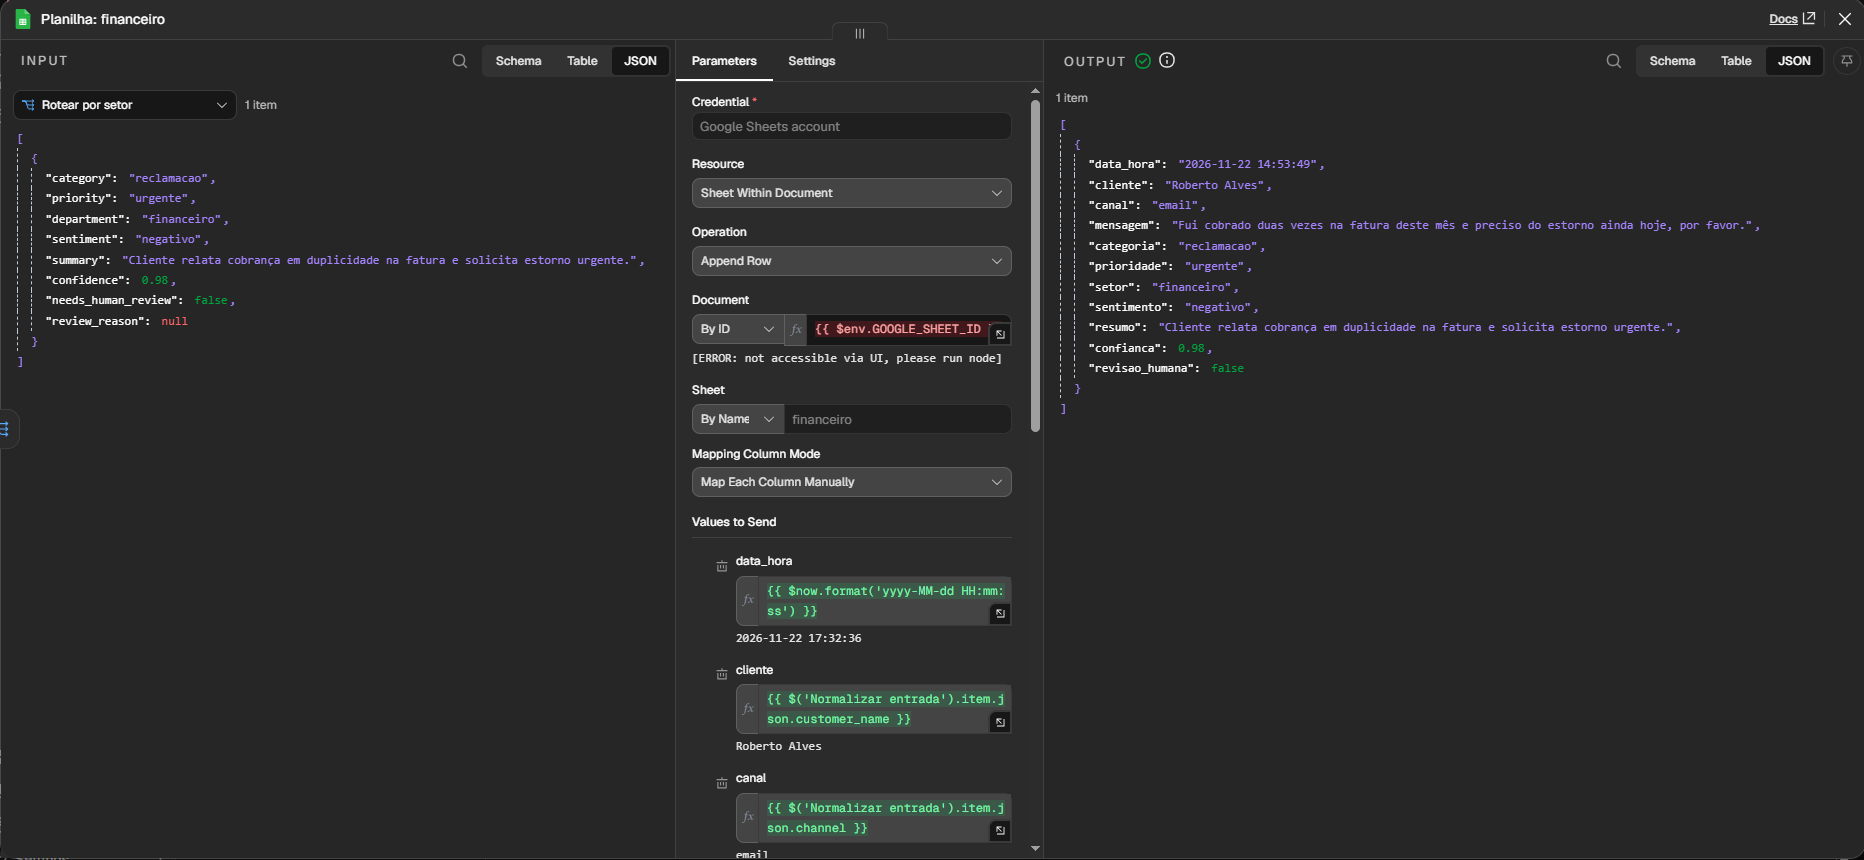 Planilha: financeiro
Docs
INPUT
Schema
Table
JSON
Rotear por setor
1 item
[
{
"category": "reclamacao",
"priority": "urgente",
"department": "financeiro",
"sentiment": "negativo",
"summary": "Cliente relata cobrança em duplicidade na fatura e solicita estorno urgente.",
"confidence": 0.98,
"needs_human_review": false,
"review_reason": null
}
]
Parameters
Settings
Credential *
Google Sheets account
Resource
Sheet Within Document
Operation
Append Row
Document
By ID
fx
{{ $env.GOOGLE_SHEET_ID
[ERROR: not accessible via UI, please run node]
Sheet
By Name
financeiro
Mapping Column Mode
Map Each Column Manually
Values to Send
data_hora
fx
{{ $now.format('yyyy-MM-dd HH:mm:
ss') }}
2026-11-22 17:32:36
cliente
fx
{{ $('Normalizar entrada').item.j
son.customer_name }}
Roberto Alves
canal
fx
{{ $('Normalizar entrada').item.j
son.channel }}
email
OUTPUT
Schema
Table
JSON
1 item
[
{
"data_hora": "2026-11-22 14:53:49",
"cliente": "Roberto Alves",
"canal": "email",
"mensagem": "Fui cobrado duas vezes na fatura deste mês e preciso do estorno ainda hoje, por favor.",
"categoria": "reclamacao",
"prioridade": "urgente",
"setor": "financeiro",
"sentimento": "negativo",
"resumo": "Cliente relata cobrança em duplicidade na fatura e solicita estorno urgente.",
"confianca": 0.98,
"revisao_humana": false
}
]